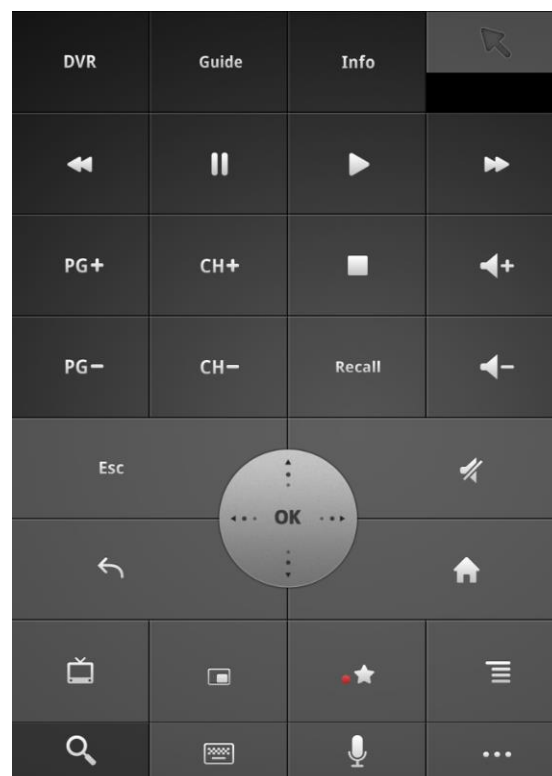 DVR Guide Info
PG+ CH+ +
PG- CH- Recall -
Esc
OK